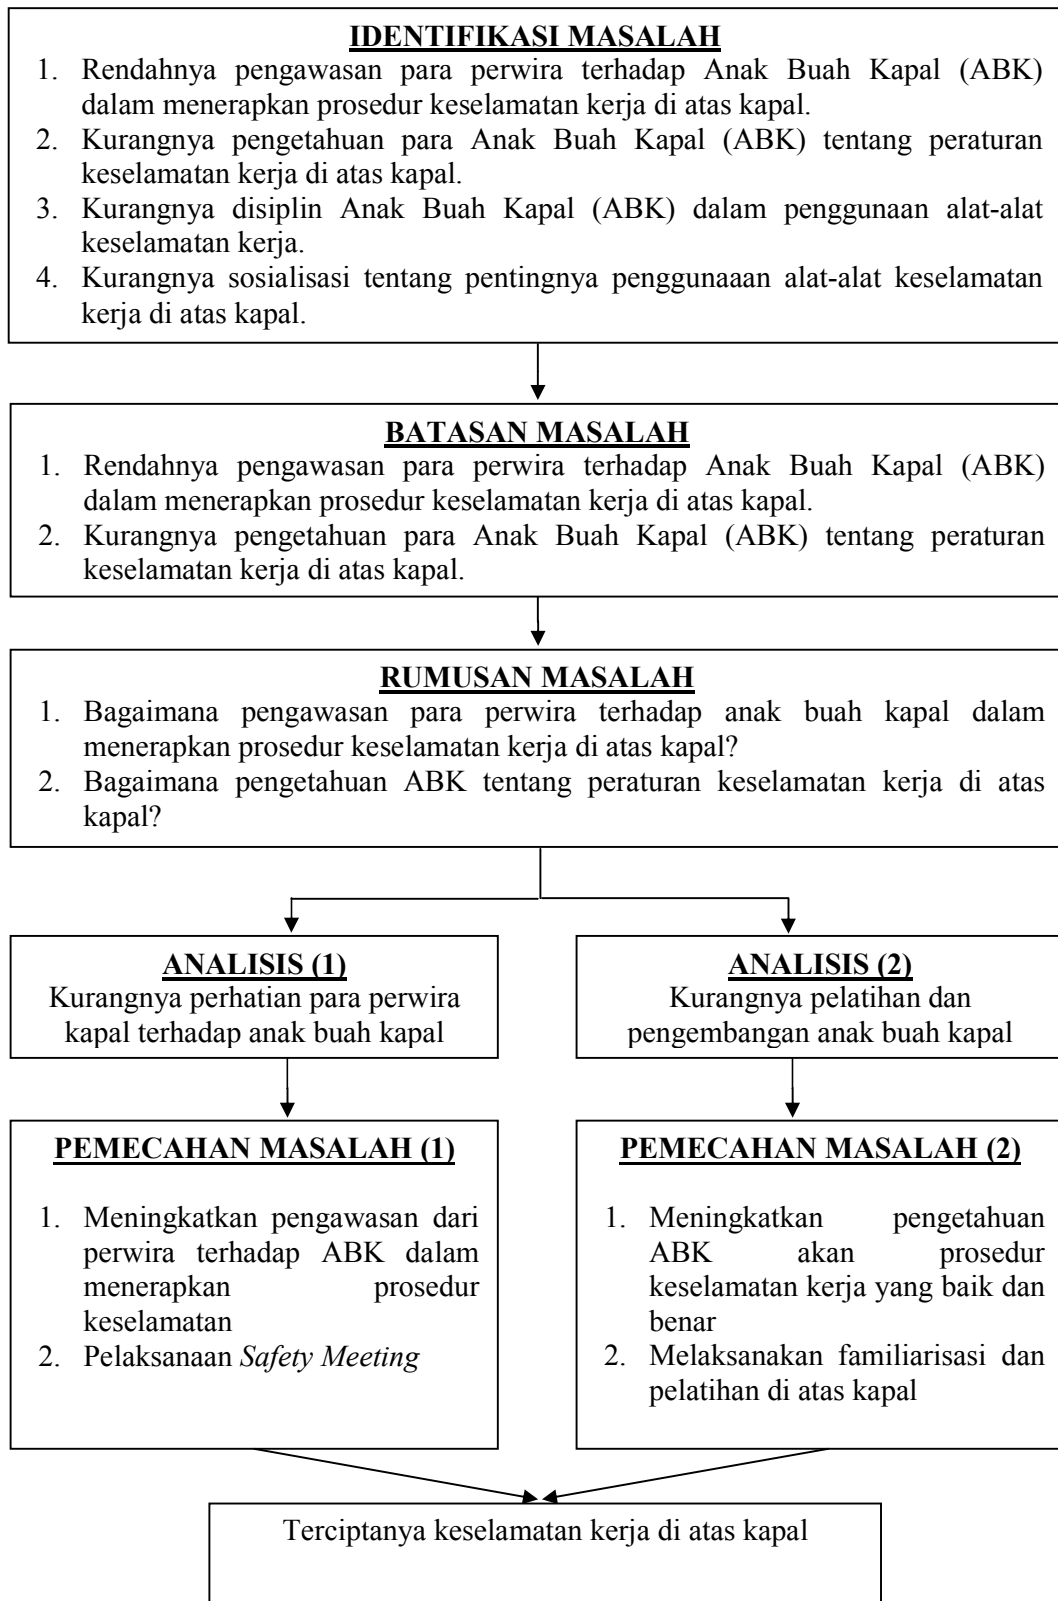 IDENTIFIKASI MASALAH
1. Rendahnya pengawasan para perwira terhadap Anak Buah Kapal (ABK)
dalam menerapkan prosedur keselamatan kerja di atas kapal.
2. Kurangnya pengetahuan para Anak Buah Kapal (ABK) tentang peraturan
keselamatan kerja di atas kapal.
3. Kurangnya disiplin Anak Buah Kapal (ABK) dalam penggunaan alat-alat
keselamatan kerja.
4. Kurangnya sosialisasi tentang pentingnya penggunaaan alat-alat keselamatan
kerja di atas kapal.
BATASAN MASALAH
1. Rendahnya pengawasan para perwira terhadap Anak Buah Kapal (ABK)
dalam menerapkan prosedur keselamatan kerja di atas kapal.
2. Kurangnya pengetahuan para Anak Buah Kapal (ABK) tentang peraturan
keselamatan kerja di atas kapal.
RUMUSAN MASALAH
1. Bagaimana pengawasan para perwira terhadap anak buah kapal dalam
menerapkan prosedur keselamatan kerja di atas kapal?
2. Bagaimana pengetahuan ABK tentang peraturan keselamatan kerja di atas
kapal?
ANALISIS (1)
Kurangnya perhatian para perwira
kapal terhadap anak buah kapal
ANALISIS (2)
Kurangnya pelatihan dan
pengembangan anak buah kapal
PEMECAHAN MASALAH (1)
1. Meningkatkan pengawasan dari
perwira terhadap ABK dalam
menerapkan prosedur
keselamatan
2. Pelaksanaan Safety Meeting
PEMECAHAN MASALAH (2)
1. Meningkatkan pengetahuan
ABK akan prosedur
keselamatan kerja yang baik dan
benar
2. Melaksanakan familiarisasi dan
pelatihan di atas kapal
Terciptanya keselamatan kerja di atas kapal